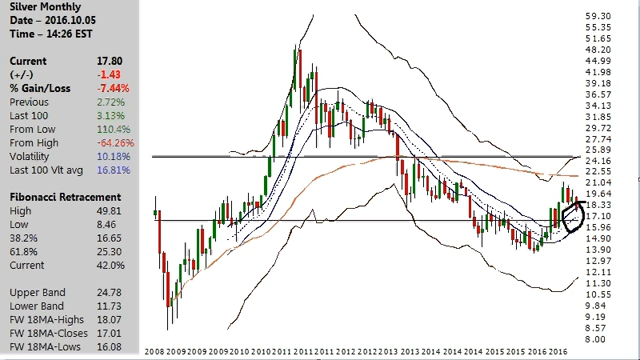 Silver Monthly
Date – 2016.10.05
Time – 14:26 EST
Current 17.80
(+/-) -1.43
% Gain/Loss -7.44%
Previous 2.72%
Last 100 3.13%
From Low 110.4%
From High -64.26%
Volatility 10.18%
Last 100 Vlt avg 16.81%
Fibonacci Retracement
High 49.81
Low 8.46
38.2% 16.65
61.8% 25.30
Current 42.0%
Upper Band 24.78
Lower Band 11.73
FW 18MA-Highs 18.07
FW 18MA-Closes 17.01
FW 18MA-Lows 16.08
59.30
55.35
51.65
48.20
44.99
41.98
39.18
36.57
34.13
31.85
29.72
27.74
25.89
24.16
22.55
21.04
19.64
18.33
17.10
15.96
14.90
13.90
12.97
12.11
11.30
10.55
9.84
9.19
8.57
8.00
2008 2009 2009 2009 2010 2010 2010 2011 2011 2011 2012 2012 2012 2013 2013 2014 2014 2014 2015 2015 2016 2016